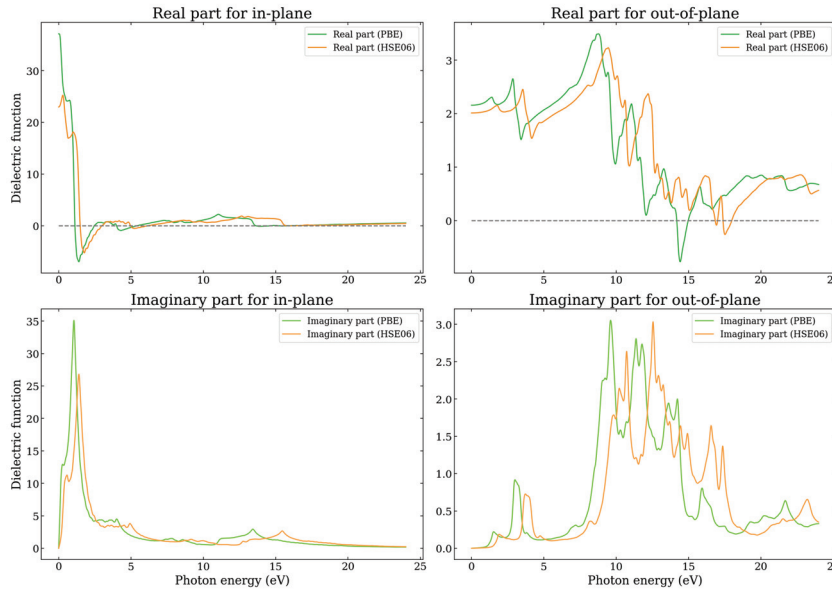 Real part for in-plane
Real part for out-of-plane
Dielectric function
30
20
10
0
0
5
10
15
20
25
Real part (PBE)
Real part (HSE06)
3
2
1
0
0
5
10
15
20
Real part (PBE)
Real part (HSE06)
Imaginary part for in-plane
Imaginary part for out-of-plane
Dielectric function
35
30
25
20
15
10
5
0
0
5
10
15
20
25
Imaginary part (PBE)
Imaginary part (HSE06)
Photon energy (eV)
3.0
2.5
2.0
1.5
1.0
0.5
0.0
0
5
10
15
20
Imaginary part (PBE)
Imaginary part (HSE06)
Photon energy (eV)